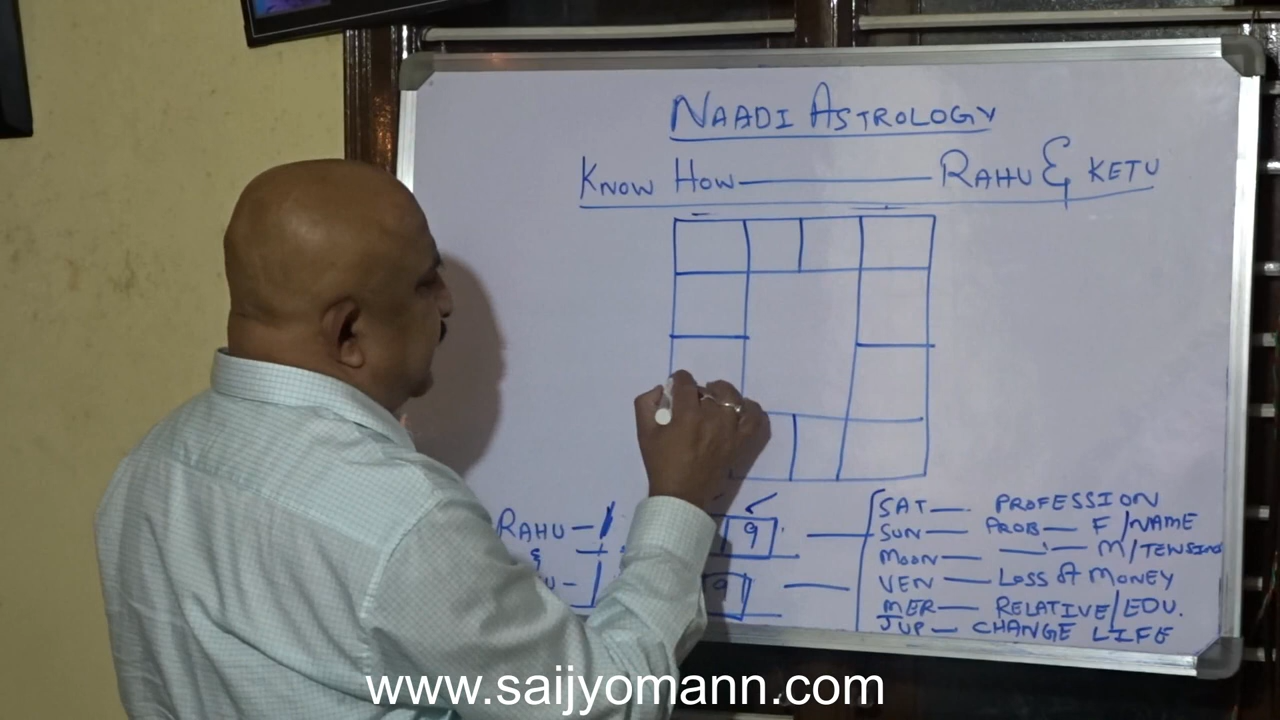 NAADI ASTROLOGY
KNOW HOW—————RAHU & KETU
RAHU—
&
9
9
SAT— PROFESSION
SUN— PROB— F/NAME
MOON— —"— M/TENSION
VEN— LOSS OF MONEY
MER— RELATIVE/EDU.
JUP— CHANGE LIFE
www.saijyomann.com